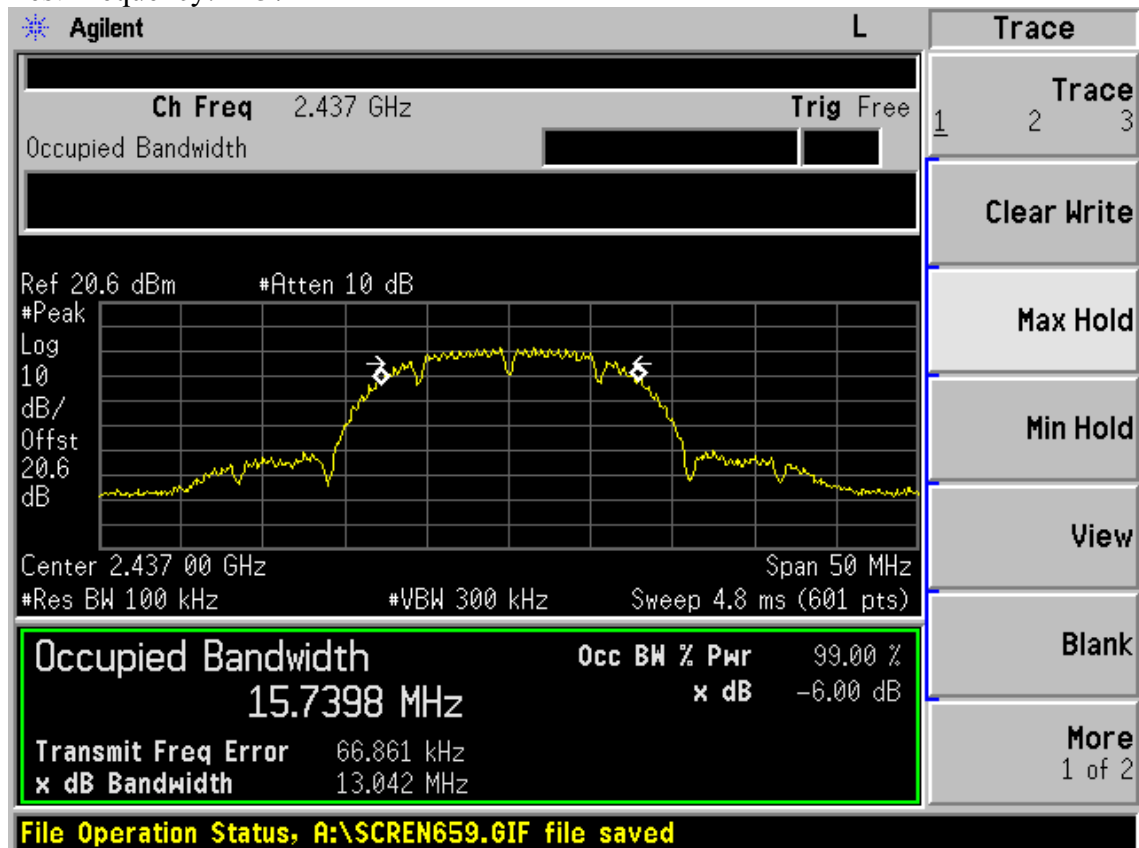 Agilent L Trace
Ch Freq 2.437 GHz Trig Free
Occupied Bandwidth
Trace
1 2 3
Clear Write
Max Hold
Min Hold
View
Blank
More
1 of 2
Ref 20.6 dBm #Atten 10 dB
#Peak
Log
10
dB/
Offst
20.6
dB
Center 2.437 00 GHz Span 50 MHz
#Res BW 100 kHz #VBW 300 kHz Sweep 4.8 ms (601 pts)
Occupied Bandwidth Occ BW % Pwr 99.00 %
15.7398 MHz x dB -6.00 dB
Transmit Freq Error 66.861 kHz
x dB Bandwidth 13.042 MHz
File Operation Status, A:\SCREN659.GIF file saved